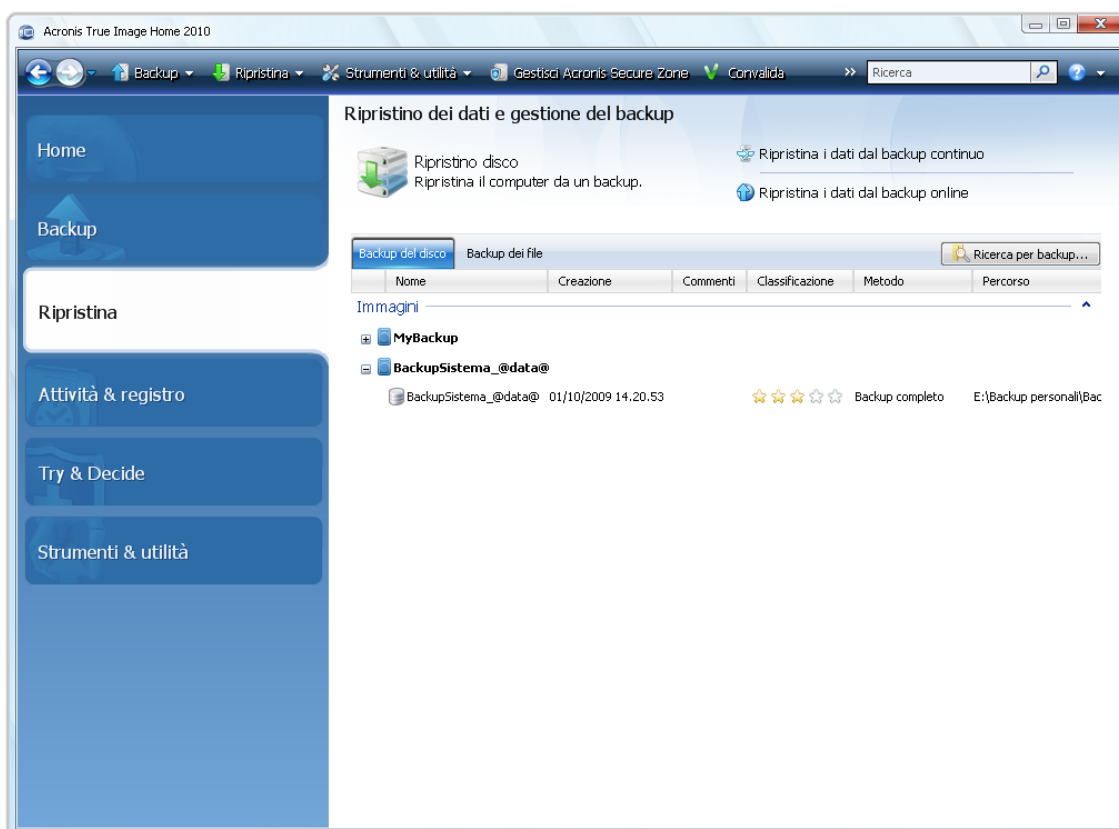 Acronis True Image Home 2010
Backup Ripristina Strumenti & utilità Gestisci Acronis Secure Zone Convalida >> Ricerca
Home
Backup
Ripristina
Attività & registro
Try & Decide
Strumenti & utilità
Ripristino dei dati e gestione del backup
Ripristino disco
Ripristina il computer da un backup.
Ripristina i dati dal backup continuo
Ripristina i dati dal backup online
Backup del disco Backup dei file Ricerca per backup...
Nome Creazione Commenti Classificazione Metodo Percorso
Immagini
MyBackup
BackupSistema_@data@
BackupSistema_@data@ 01/10/2009 14.20.53 Backup completo E:\Backup personali\Bac